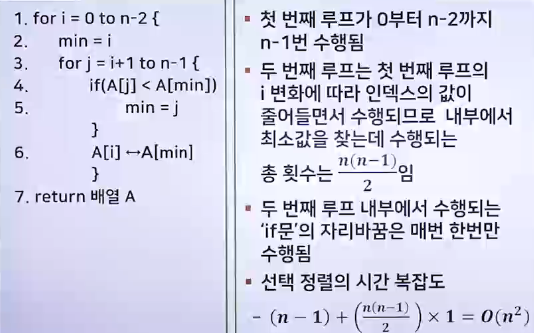 1. for i = 0 to n-2 {
2. min = i
3. for j = i+1 to n-1 {
4. if(A[j] < A[min])
5. min = j
}
6. A[i] ↔A[min]
}
7. return 배열 A
▪ 첫 번째 루프가 0부터 n-2까지
n-1번 수행됨
▪ 두 번째 루프는 첫 번째 루프의
i 변화에 따라 인덱스의 값이
줄어들면서 수행되므로 내부에서
최소값을 찾는데 수행되는
총 횟수는 n(n−1)/2임
▪ 두 번째 루프 내부에서 수행되는
'if문'의 자리바꿈은 매번 한번만
수행됨
▪ 선택 정렬의 시간 복잡도
– (n − 1) + (n(n−1)/2) × 1 = O(n²)